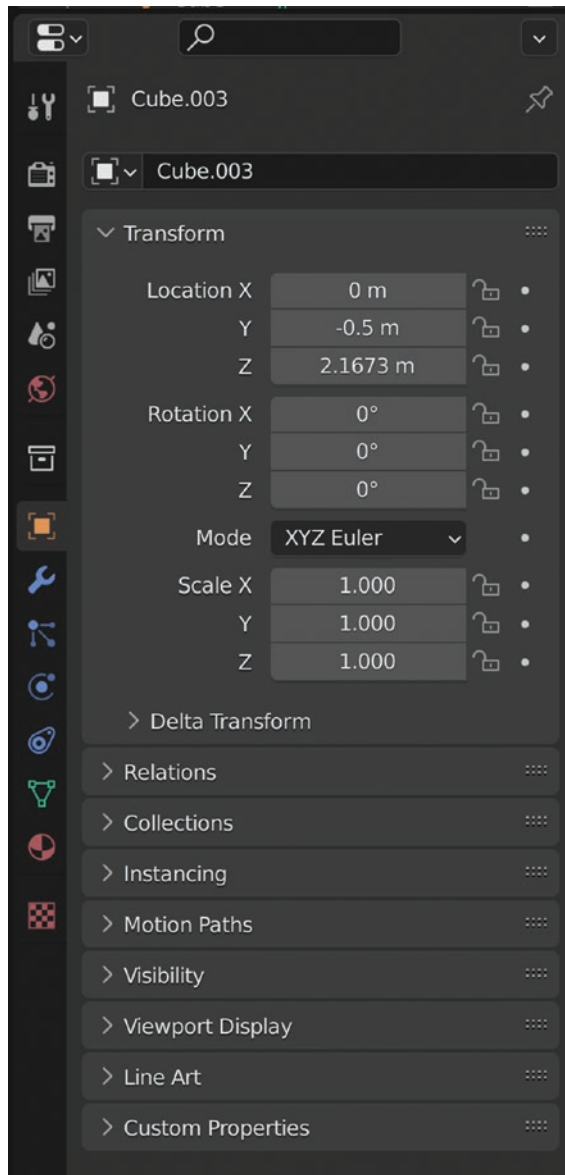 Cube.003
Cube.003
Transform
Location X 0 m
Y -0.5 m
Z 2.1673 m
Rotation X 0°
Y 0°
Z 0°
Mode XYZ Euler
Scale X 1.000
Y 1.000
Z 1.000
Delta Transform
Relations
Collections
Instancing
Motion Paths
Visibility
Viewport Display
Line Art
Custom Properties